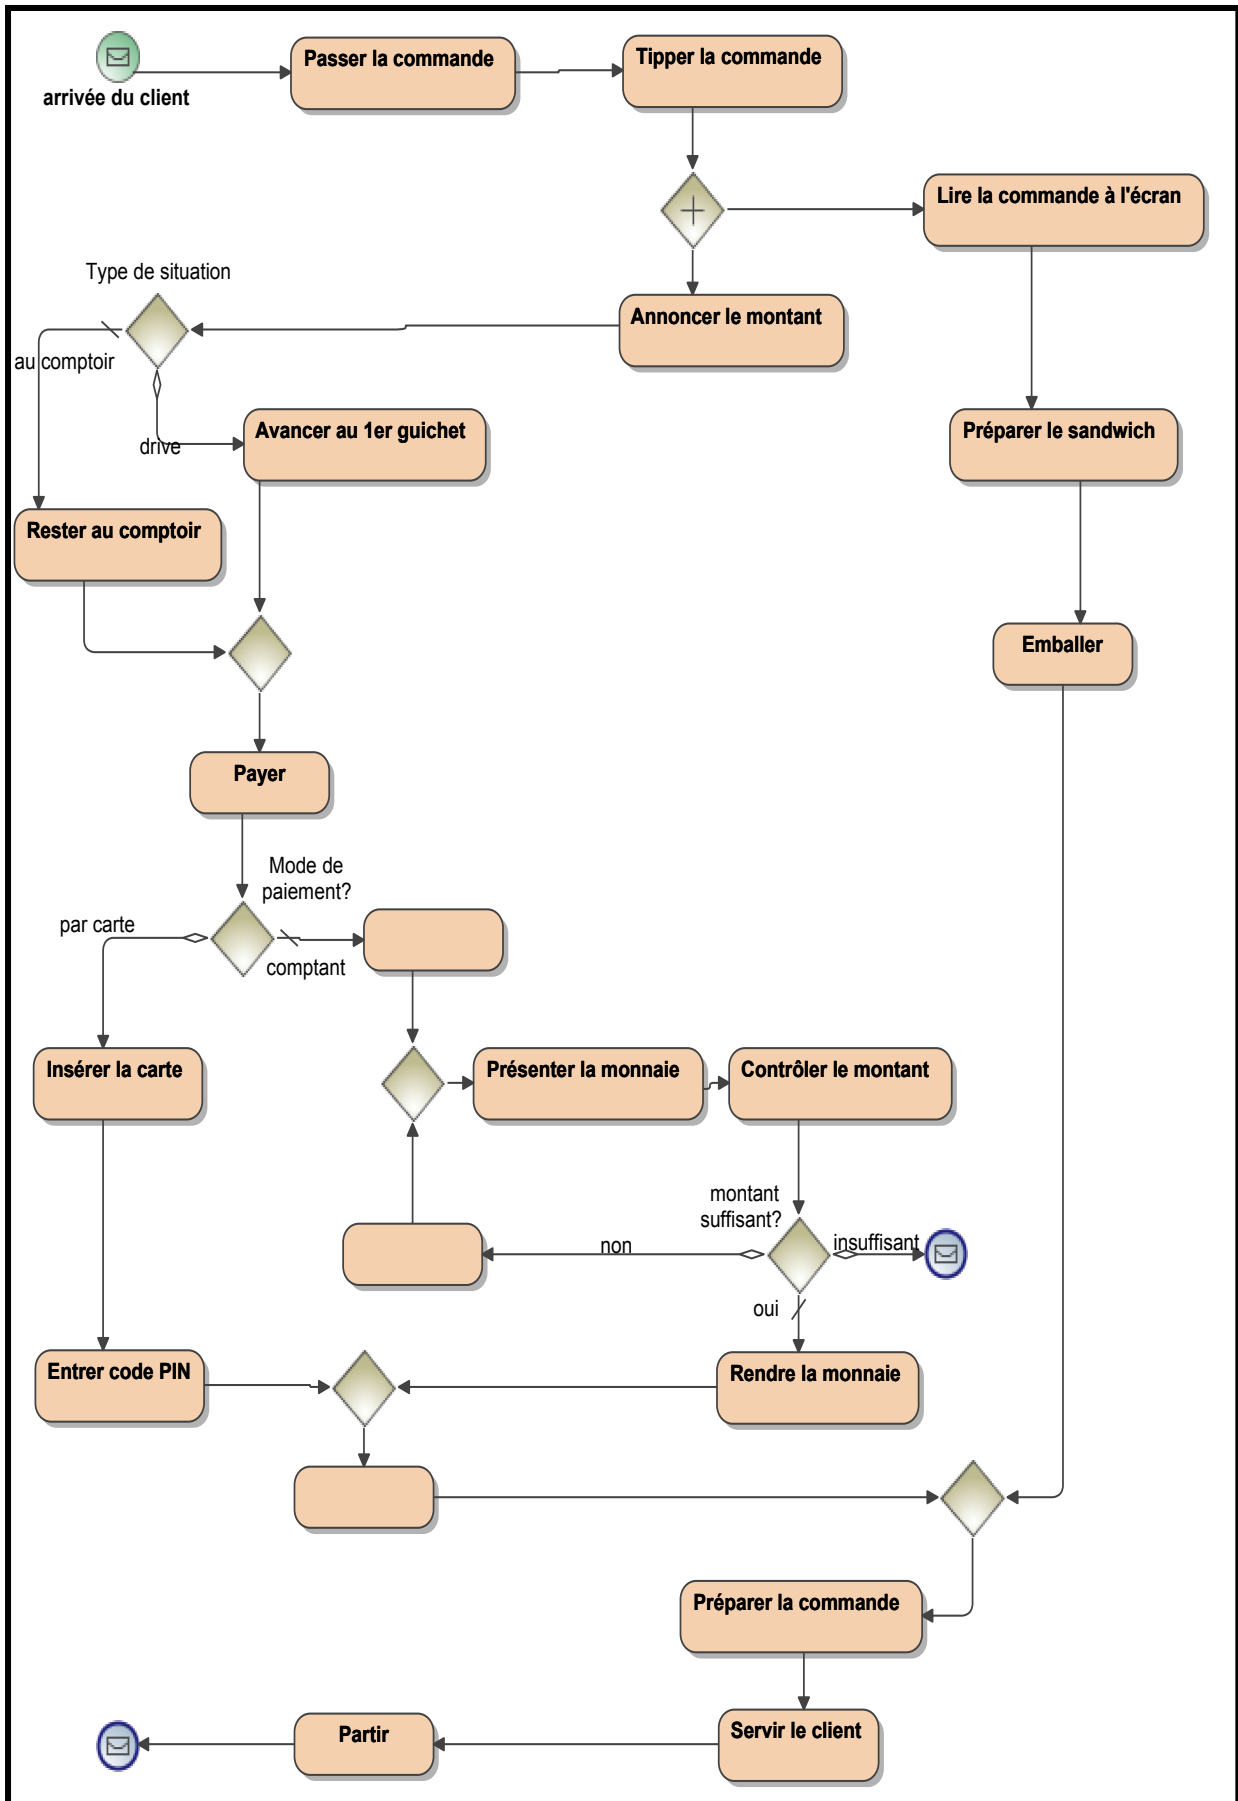 arrivée du client
Passer la commande
Tipper la commande
Lire la commande à l'écran
Type de situation
Annoncer le montant
au comptoir
drive
Avancer au 1er guichet
Préparer le sandwich
Rester au comptoir
Emballer
Payer
Mode de
paiement?
par carte
comptant
Insérer la carte
Présenter la monnaie
Contrôler le montant
montant
suffisant?
non
insuffisant
oui
Entrer code PIN
Rendre la monnaie
Préparer la commande
Servir le client
Partir